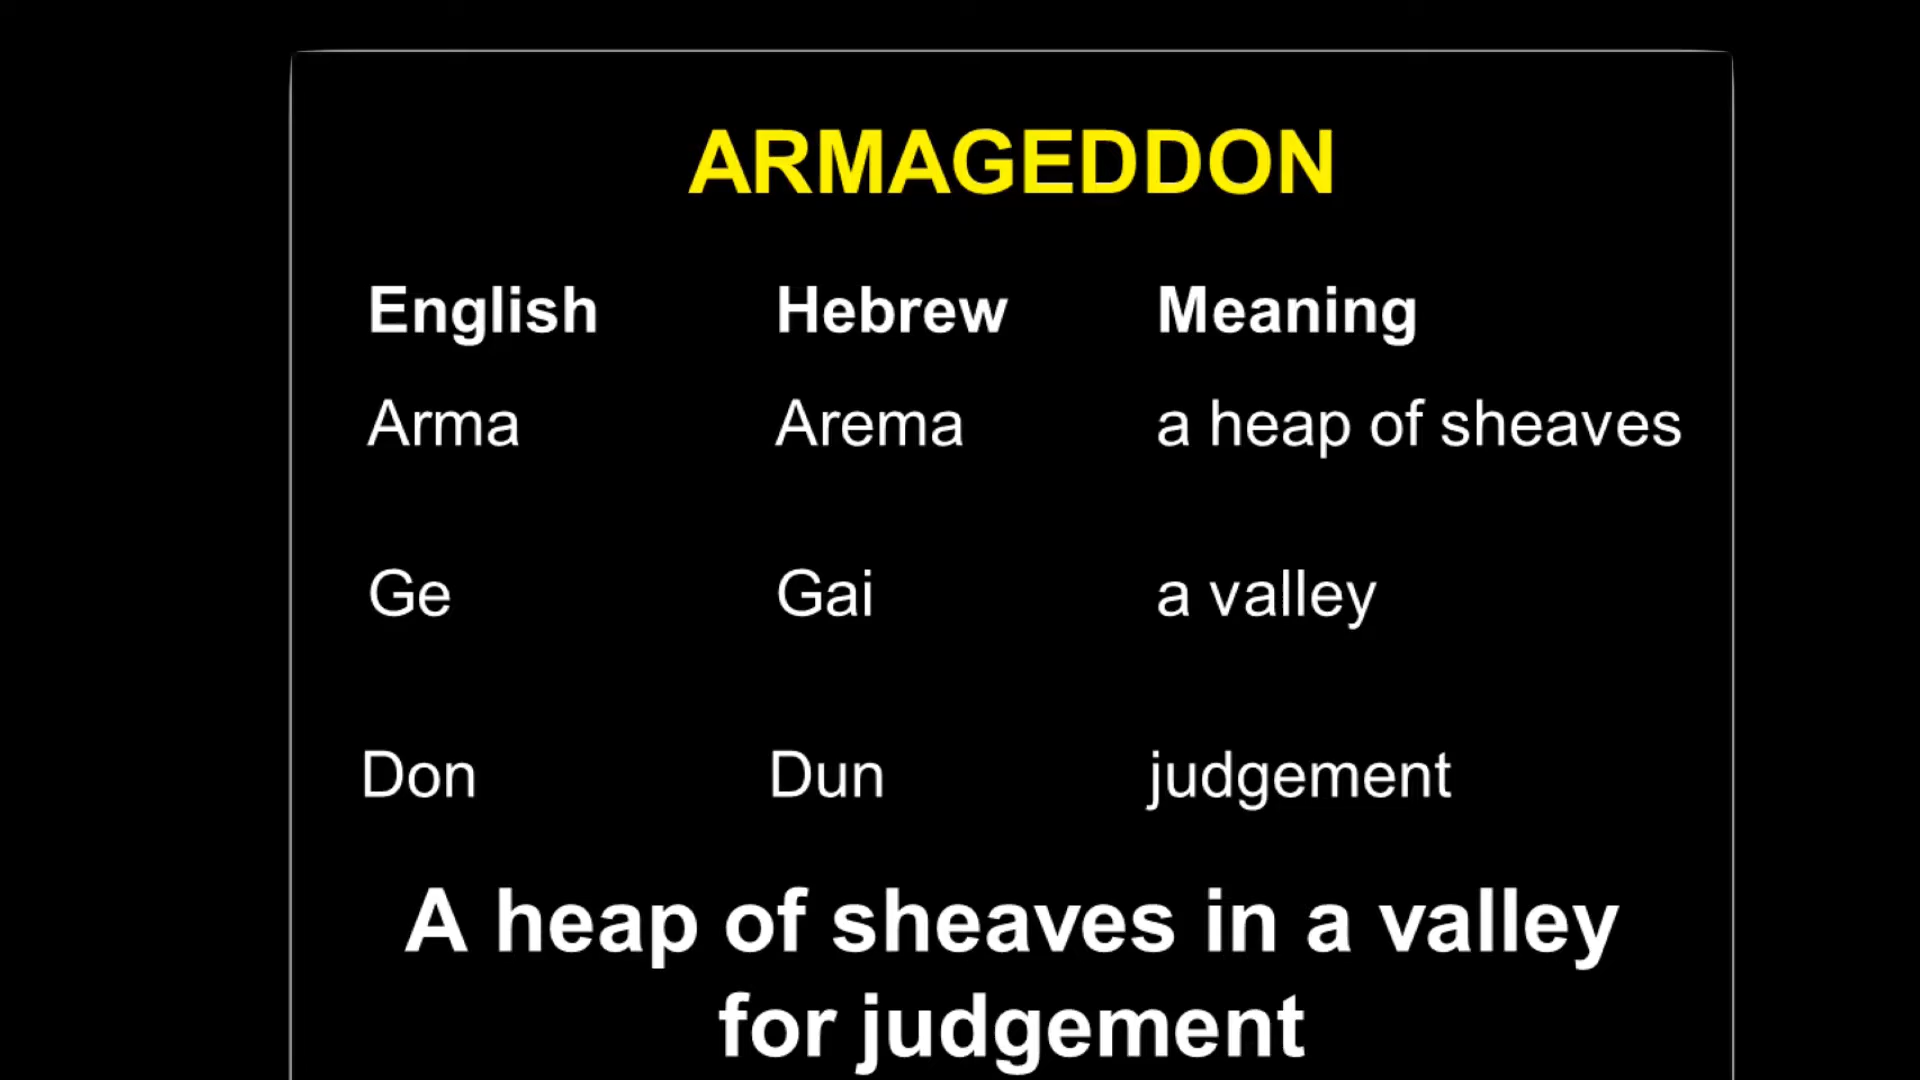 ARMAGEDDON
English Hebrew Meaning
Arma Arema a heap of sheaves
Ge Gai a valley
Don Dun judgement
A heap of sheaves in a valley
for judgement